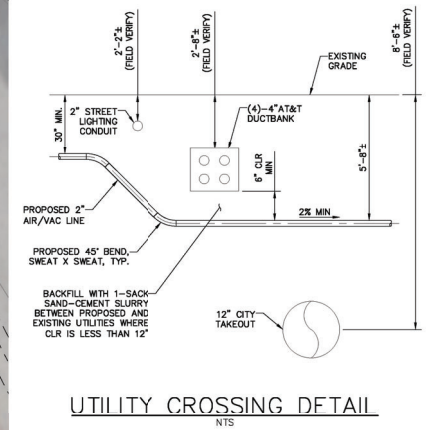 2'-2"±
(FIELD VERIFY)
2'-8"±
(FIELD VERIFY)
8'-6"±
(FIELD VERIFY)
EXISTING
GRADE
30" MIN.
2" STREET
LIGHTING
CONDUIT
(4)-4"AT&T
DUCTBANK
6" CLR
MIN
5'-8"±
PROPOSED 2"
AIR/VAC LINE
2% MIN
PROPOSED 45° BEND,
SWEAT X SWEAT, TYP.
BACKFILL WITH 1-SACK
SAND-CEMENT SLURRY
BETWEEN PROPOSED AND
EXISTING UTILITIES WHERE
CLR IS LESS THAN 12"
12" CITY
TAKEOUT
UTILITY CROSSING DETAIL
NTS